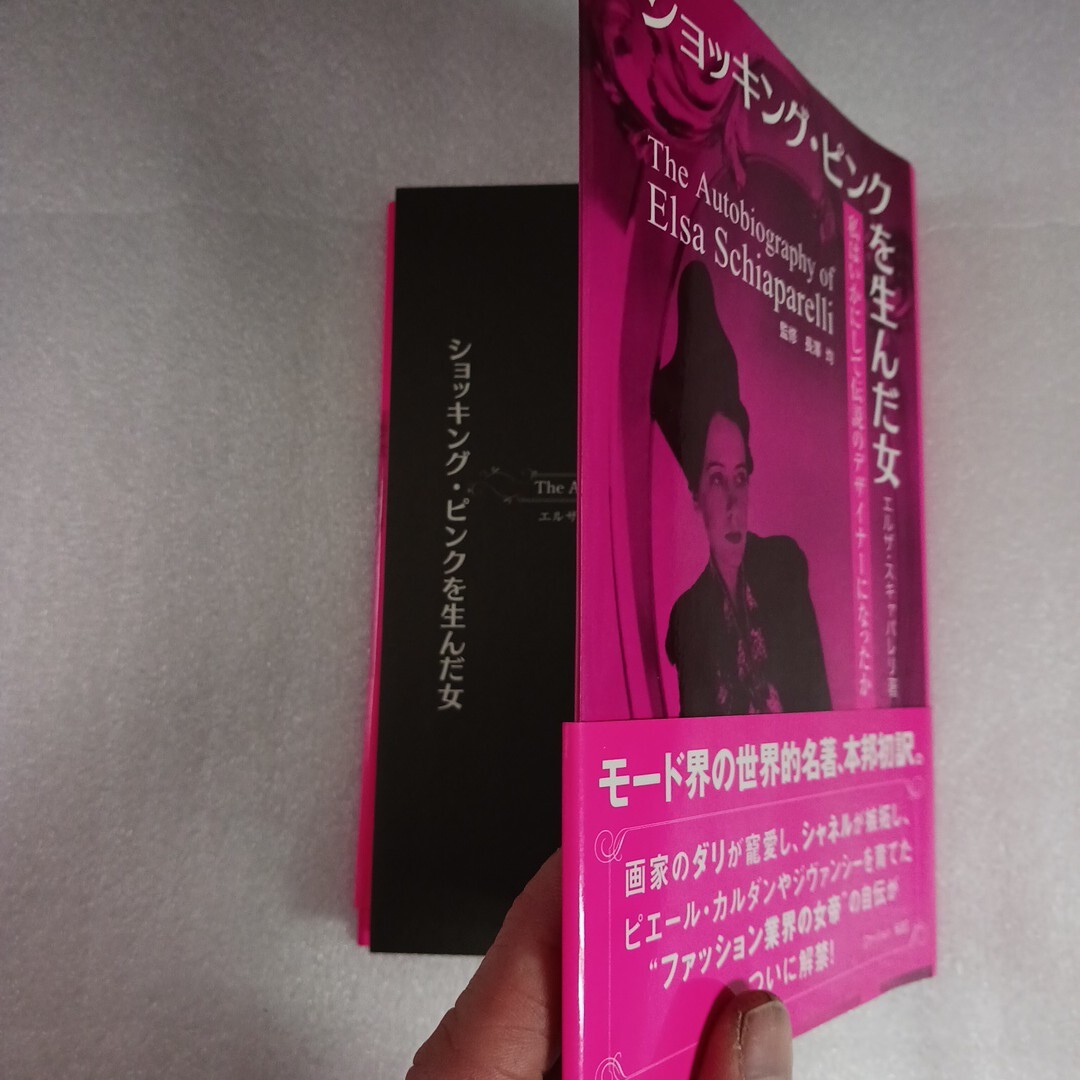 ショッキング・ピンクを生んだ女
The Autobiography of
Elsa Schiaparelli
監修 長澤 均
私はいかにして伝説のデザイナーになったか
エルザ・スキャパレリ 著
モード界の世界的名著、本邦初訳。
画家のダリが寵愛し、シャネルが嫉妬し、
ピエール・カルダンやジヴァンシーを育てた
“ファッション業界の女帝”の自伝が
ついに解禁!
ショッキング・ピンクを生んだ女
The A
エルザ